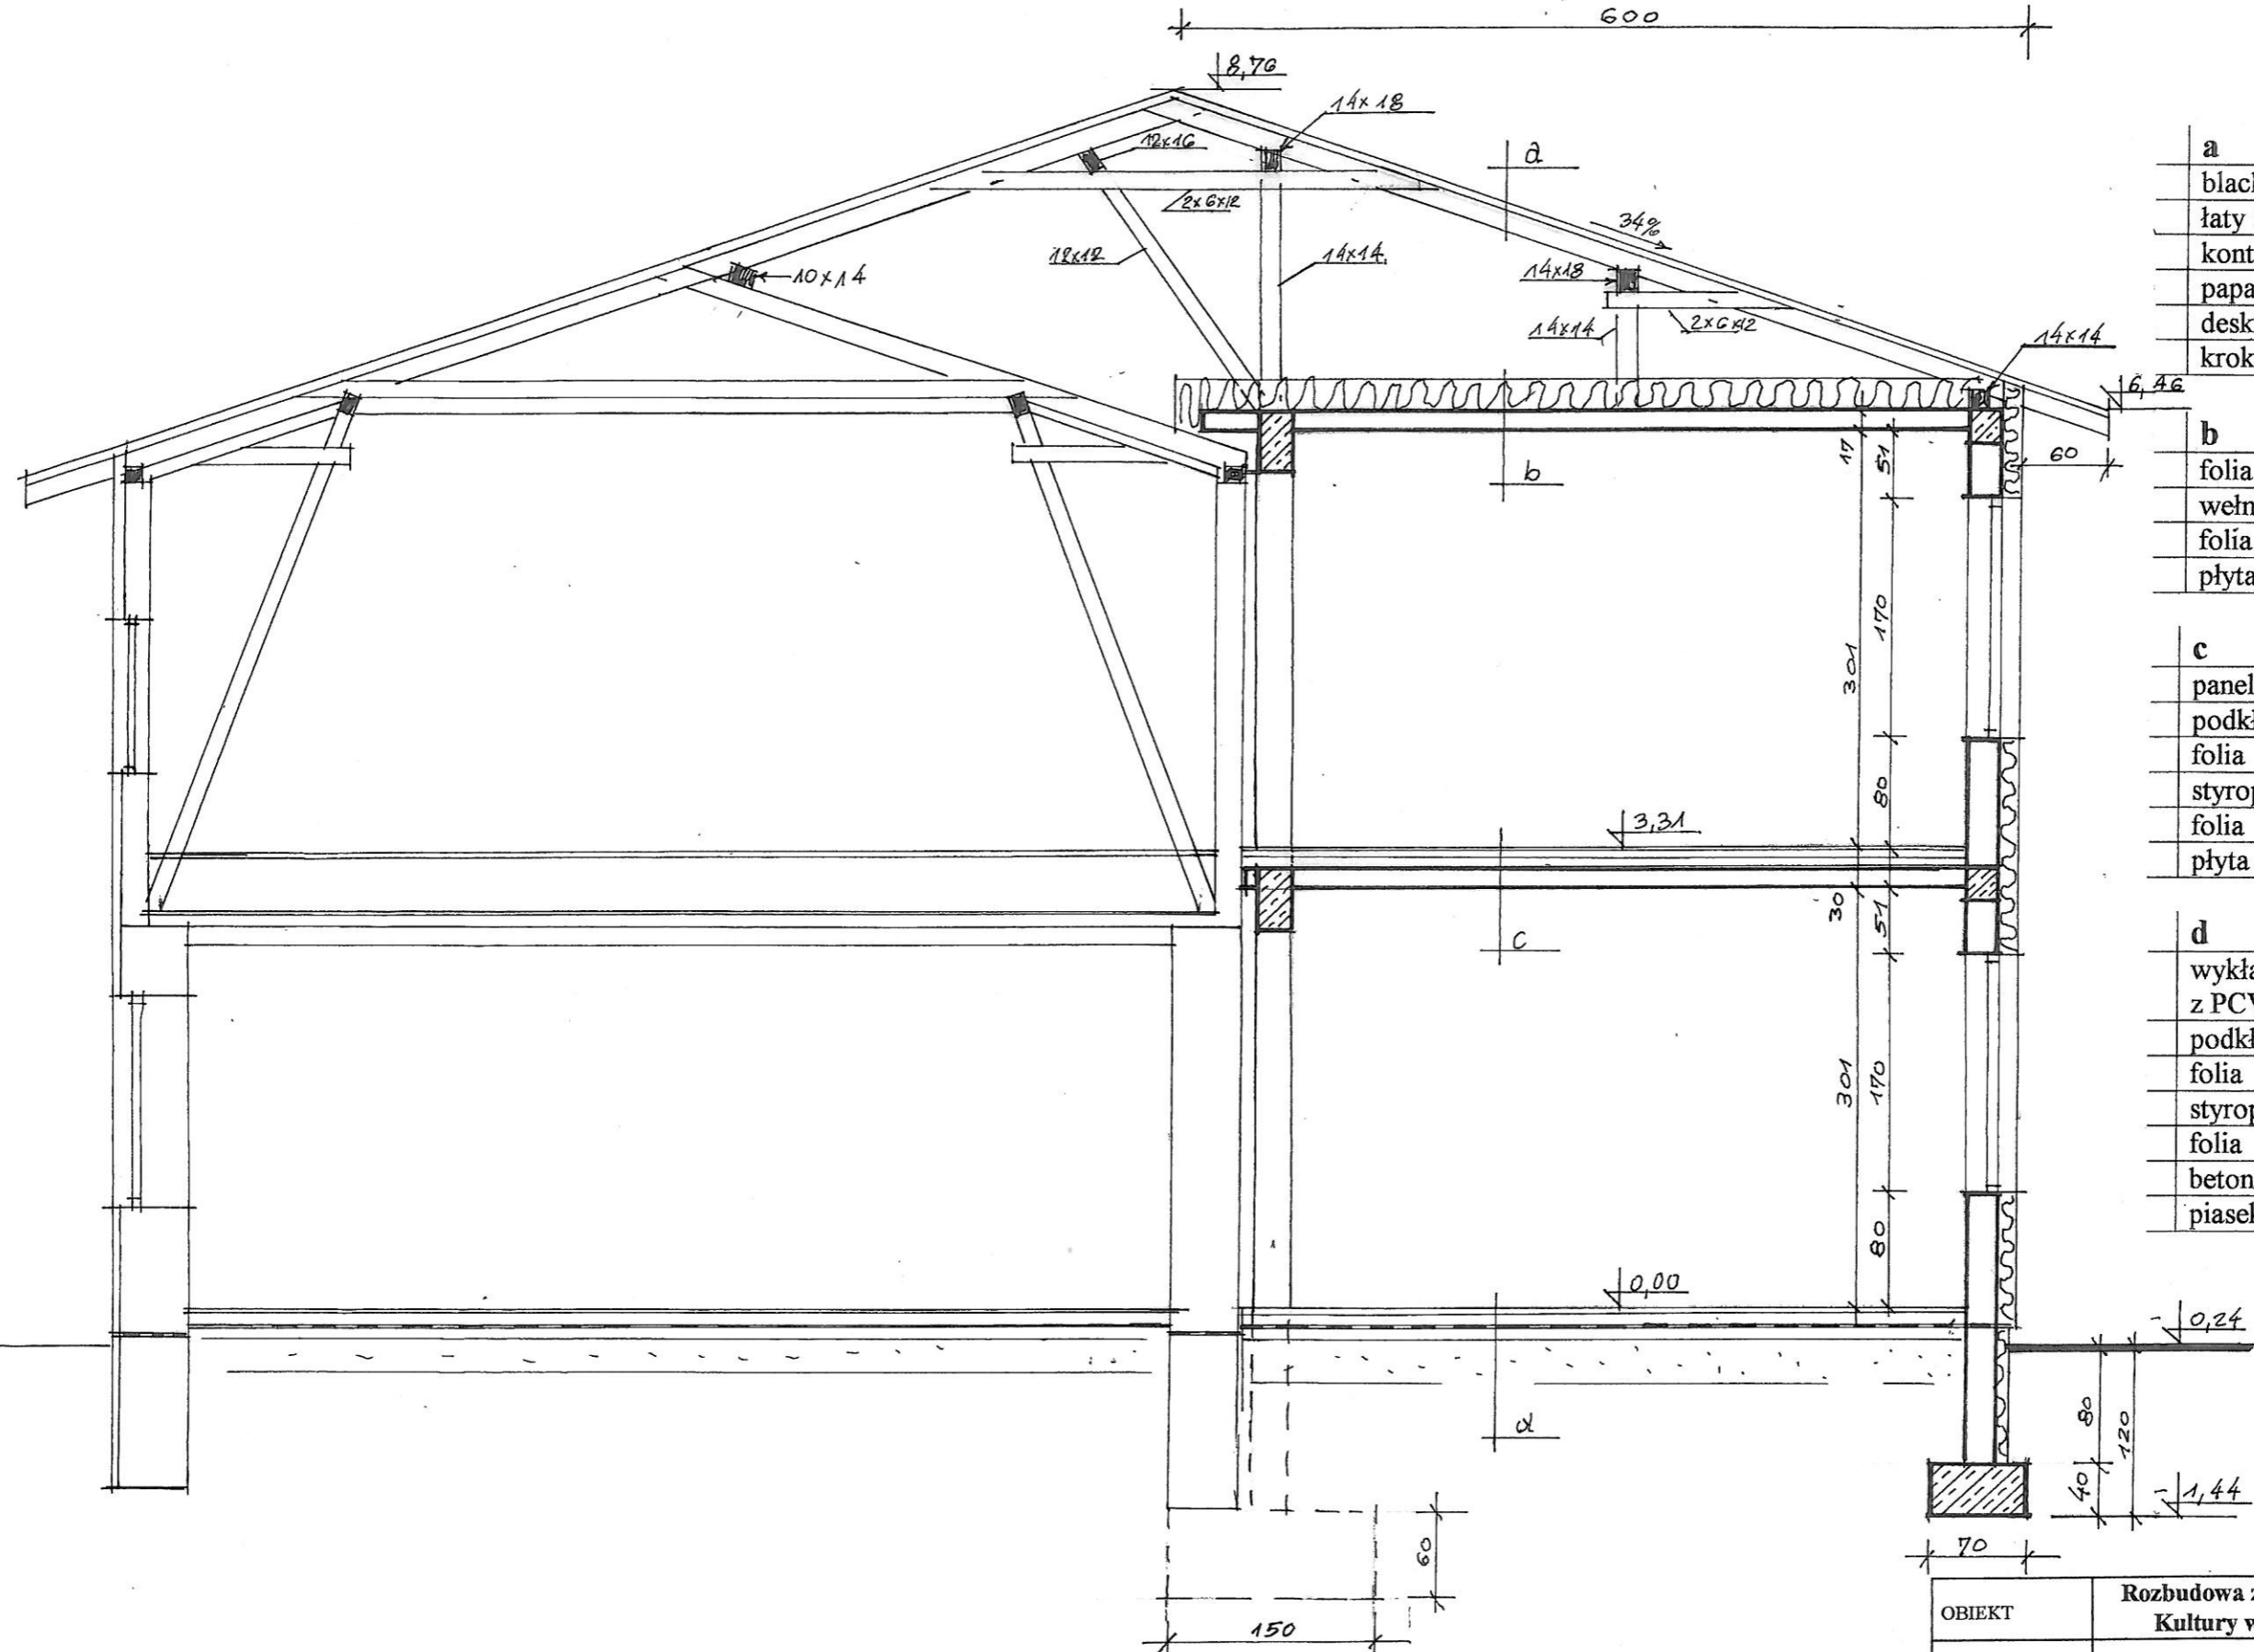 600
8,76
14x18
12x16
2x6x12
a
34%
12x12
14x14
10x14
14x18
14x14
2x6x12
14x14
6,46
60
b
17
51
170
301
80
3,31
30
51
c
301
170
80
0,00
- 0,24
d
80
120
40
- 1,44
70
60
150
a
blach
łaty
kont
papa
desk
krok
b
folia
wełn
folia
płyta
c
panel
podkł
folia
styrop
folia
płyta
d
wykła
z PCV
podkł
folia
styrop
folia
beton
piasek
OBIEKT
Rozbudowa z
Kultury w